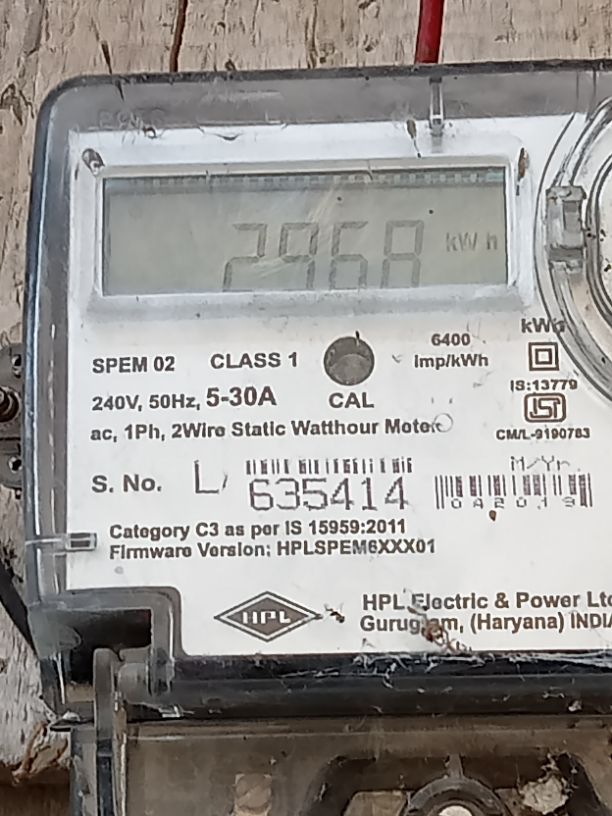 2968 kWh
kWh
6400
SPEM 02 CLASS 1 Imp/kWh
IS:13779
240V, 50Hz, 5-30A CAL
ISI
ac, 1Ph, 2Wire Static Watthour Meter
CM/L-9190783
M/Yr.
S. No. L/ 635414
042019
Category C3 as per IS 15959:2011
Firmware Version; HPLSPEM6XXX01
HPL HPL Electric & Power Ltd
Gurugram, (Haryana) INDIA